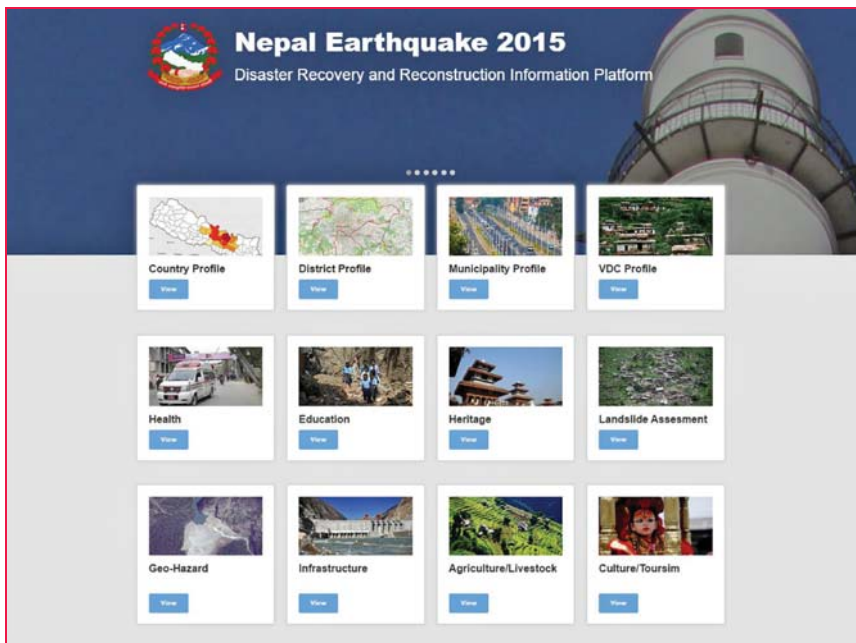 Nepal Earthquake 2015
Disaster Recovery and Reconstruction Information Platform
Country Profile
View
District Profile
View
Municipality Profile
View
VDC Profile
View
Health
View
Education
View
Heritage
View
Landslide Assesment
View
Geo-Hazard
View
Infrastructure
View
Agriculture/Livestock
View
Culture/Toursim
View